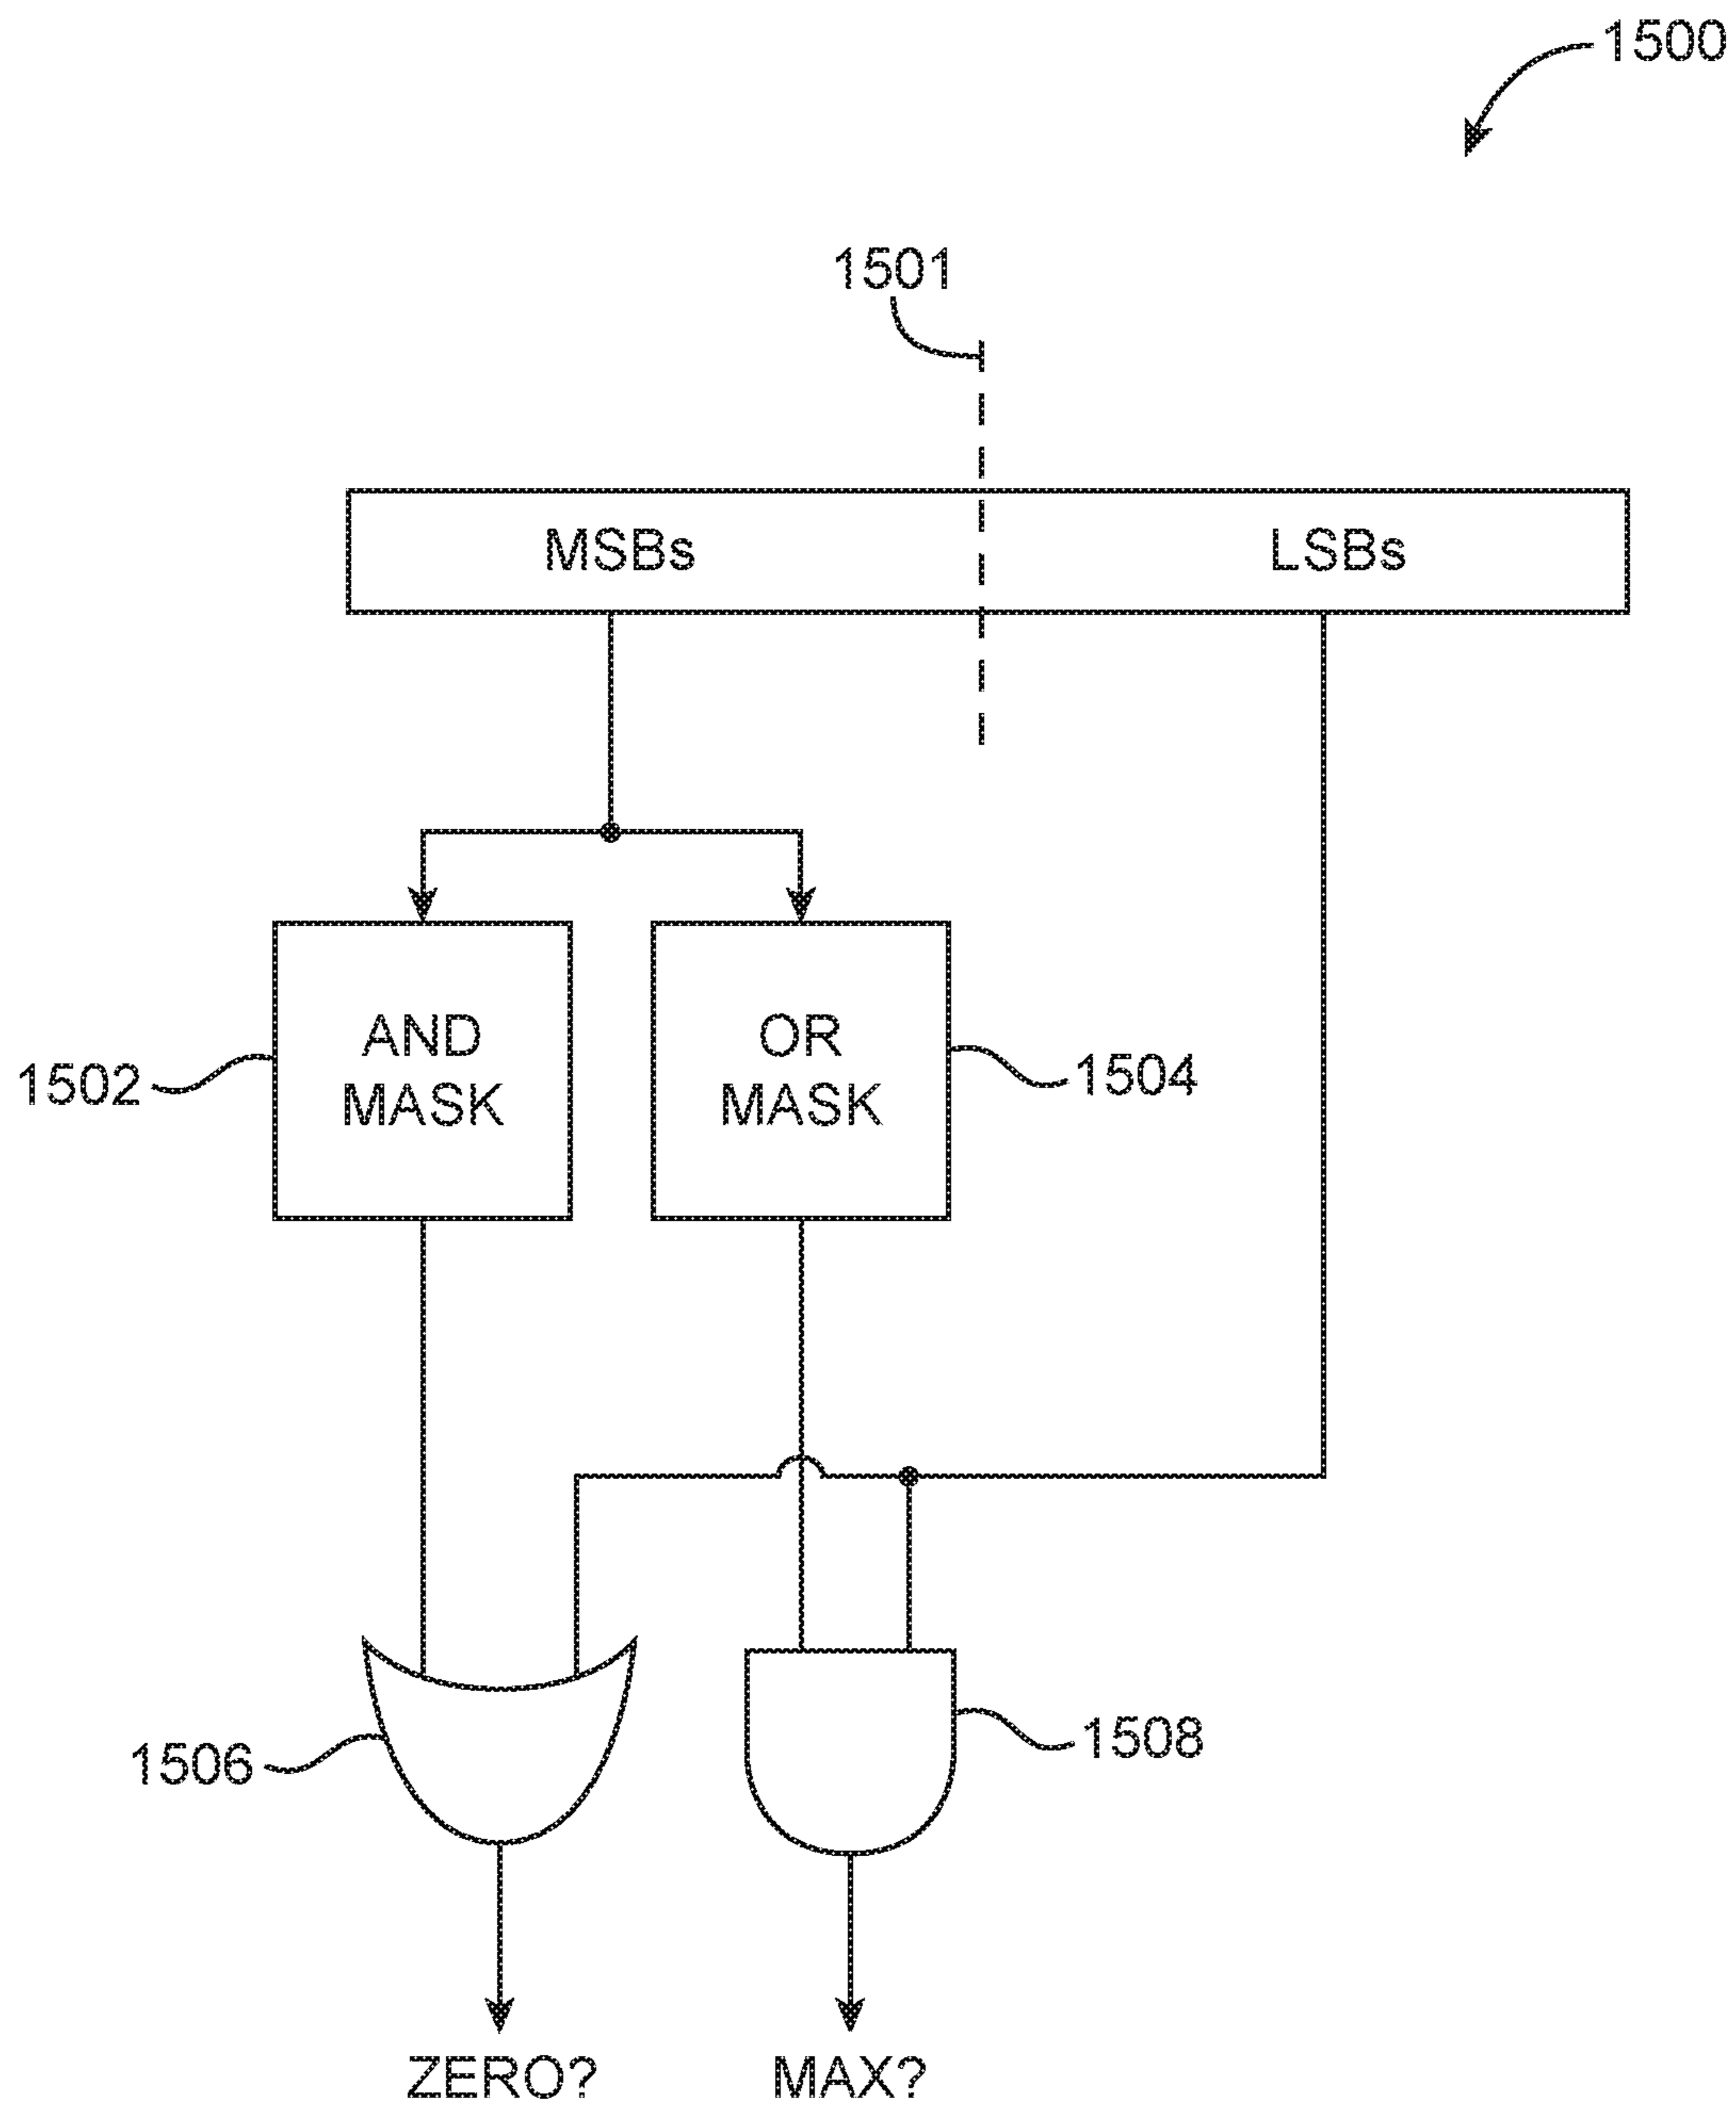 1500
1501
MSBs
LSBs
AND
MASK
OR
MASK
1502
1504
1506
1508
ZERO?
MAX?